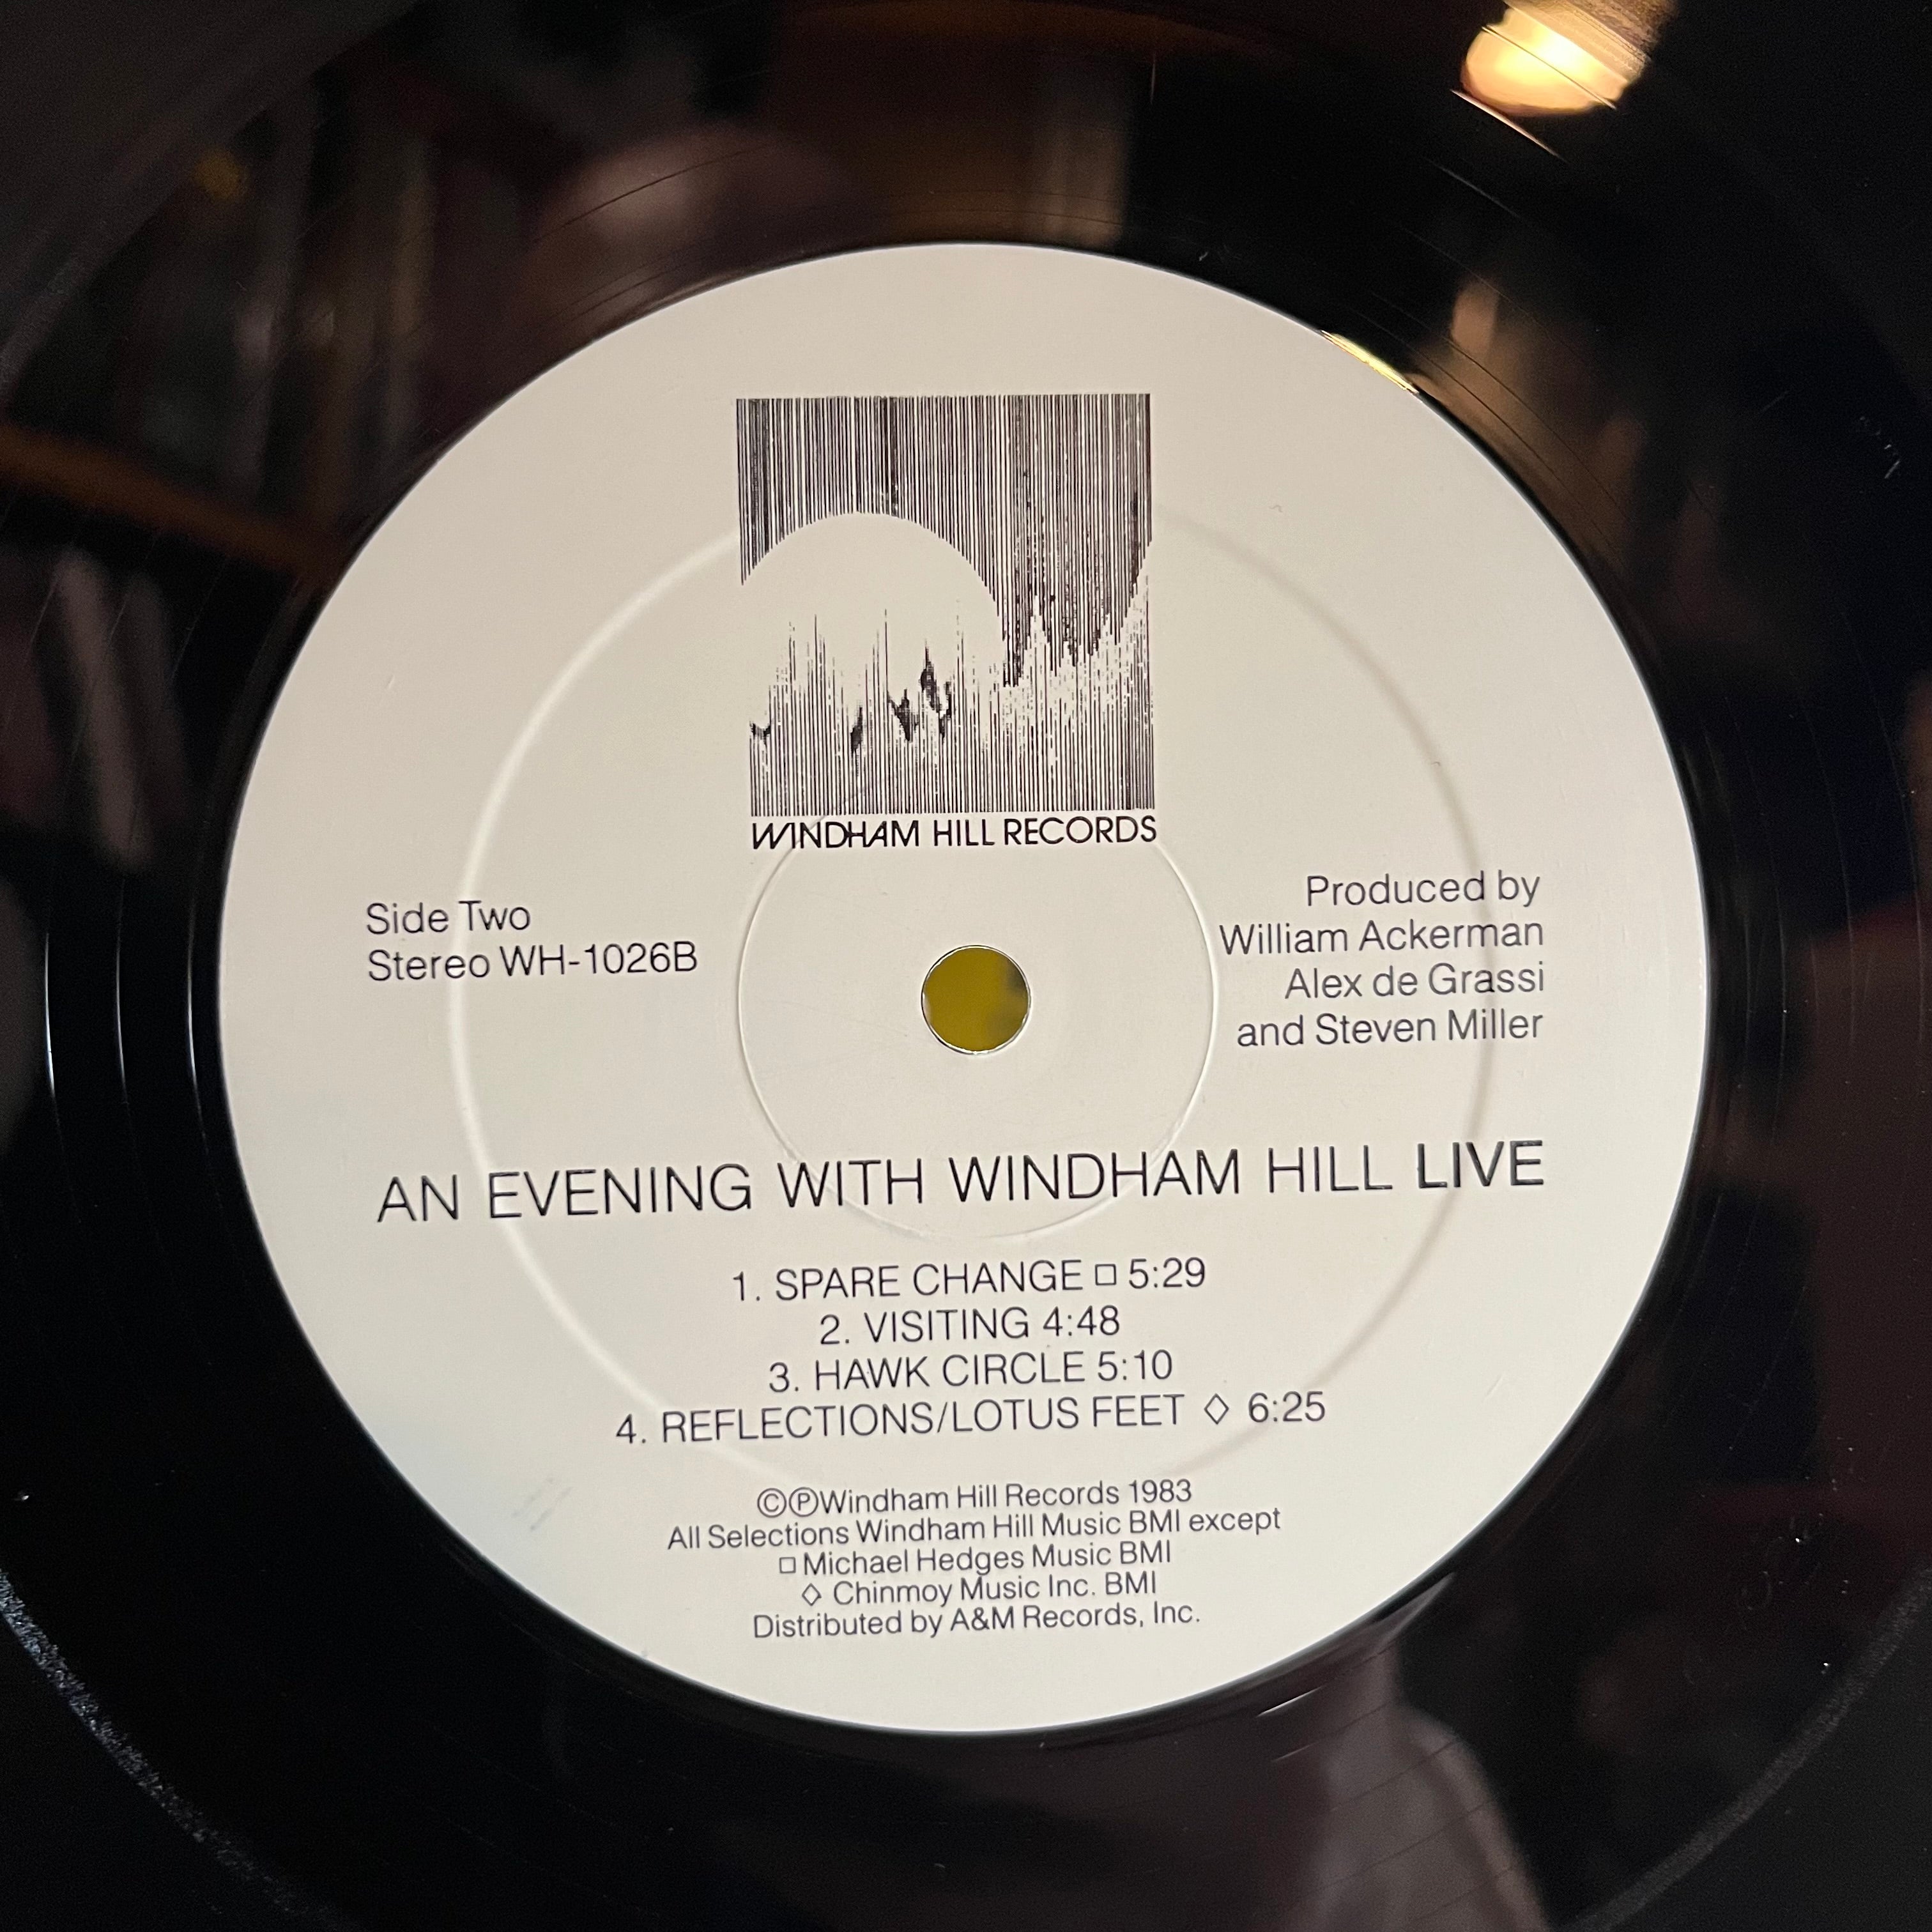 WINDHAM HILL RECORDS
Side Two
Stereo WH-1026B
Produced by
William Ackerman
Alex de Grassi
and Steven Miller
AN EVENING WITH WINDHAM HILL LIVE
1. SPARE CHANGE □ 5:29
2. VISITING 4:48
3. HAWK CIRCLE 5:10
4. REFLECTIONS/LOTUS FEET ◇ 6:25
©℗Windham Hill Records 1983
All Selections Windham Hill Music BMI except
□ Michael Hedges Music BMI
◇ Chinmoy Music Inc. BMI
Distributed by A&M Records, Inc.